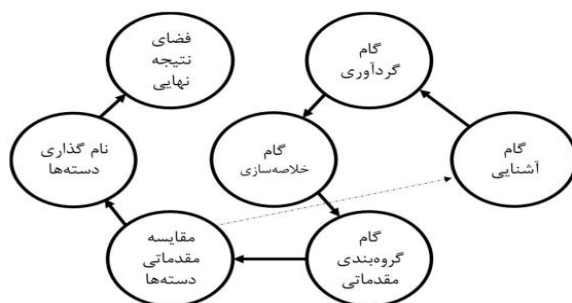 گام
گردآوری
فضای
نتیجه
نهایی
گام
آشنایی
گام
خلاصه‌سازی
نام گذاری
دسته‌ها
گام
گروه‌بندی
مقدماتی
مقایسه
مقدماتی
دسته‌ها